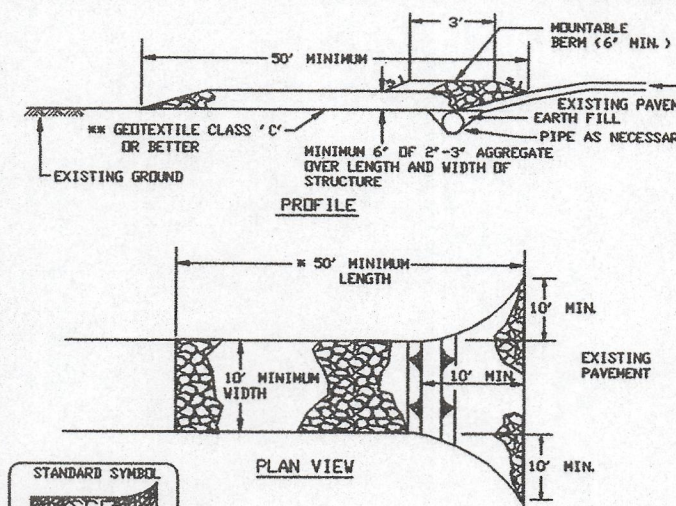 3'
MOUNTABLE
BERM (6' MIN.)
50' MINIMUM
3:1
5:1
EXISTING PAVEM
** GEOTEXTILE CLASS 'C'
OR BETTER
EARTH FILL
PIPE AS NECESSAR
MINIMUM 6' OF 2'-3' AGGREGATE
OVER LENGTH AND WIDTH OF
STRUCTURE
EXISTING GROUND
PROFILE
* 50' MINIMUM
LENGTH
10' MIN.
10' MINIMUM
WIDTH
10' MIN.
EXISTING
PAVEMENT
10' MIN.
PLAN VIEW
STANDARD SYMBOL
SCE